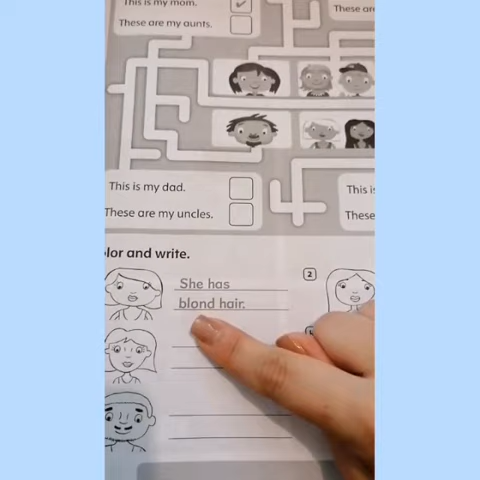 This is my mom.
These are my aunts.
These are
This is my dad.
These are my uncles.
This is
These
lor and write.
She has
blond hair.
2